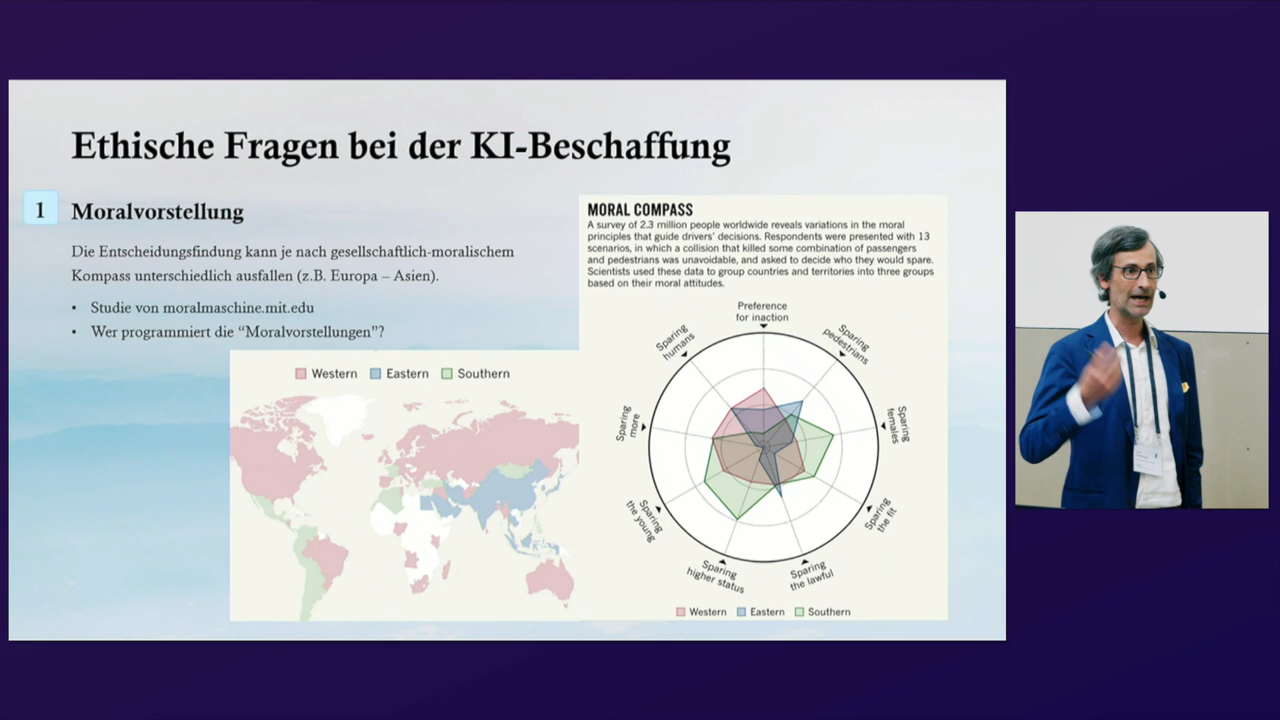 Ethische Fragen bei der KI-Beschaffung
1
Moralvorstellung
Die Entscheidungsfindung kann je nach gesellschaftlich-moralischem
Kompass unterschiedlich ausfallen (z.B. Europa – Asien).
• Studie von moralmaschine.mit.edu
• Wer programmiert die “Moralvorstellungen”?
Western
Eastern
Southern
MORAL COMPASS
A survey of 2.3 million people worldwide reveals variations in the moral
principles that guide drivers’ decisions. Respondents were presented with 13
scenarios, in which a collision that killed some combination of passengers
and pedestrians was unavoidable, and asked to decide who they would spare.
Scientists used these data to group countries and territories into three groups
based on their moral attitudes.
Preference
for inaction
Sparing
pedestrians
Sparing
females
Sparing
the fit
Sparing
the lawful
Sparing
higher status
Sparing
the young
Sparing
more
Sparing
humans
Western
Eastern
Southern